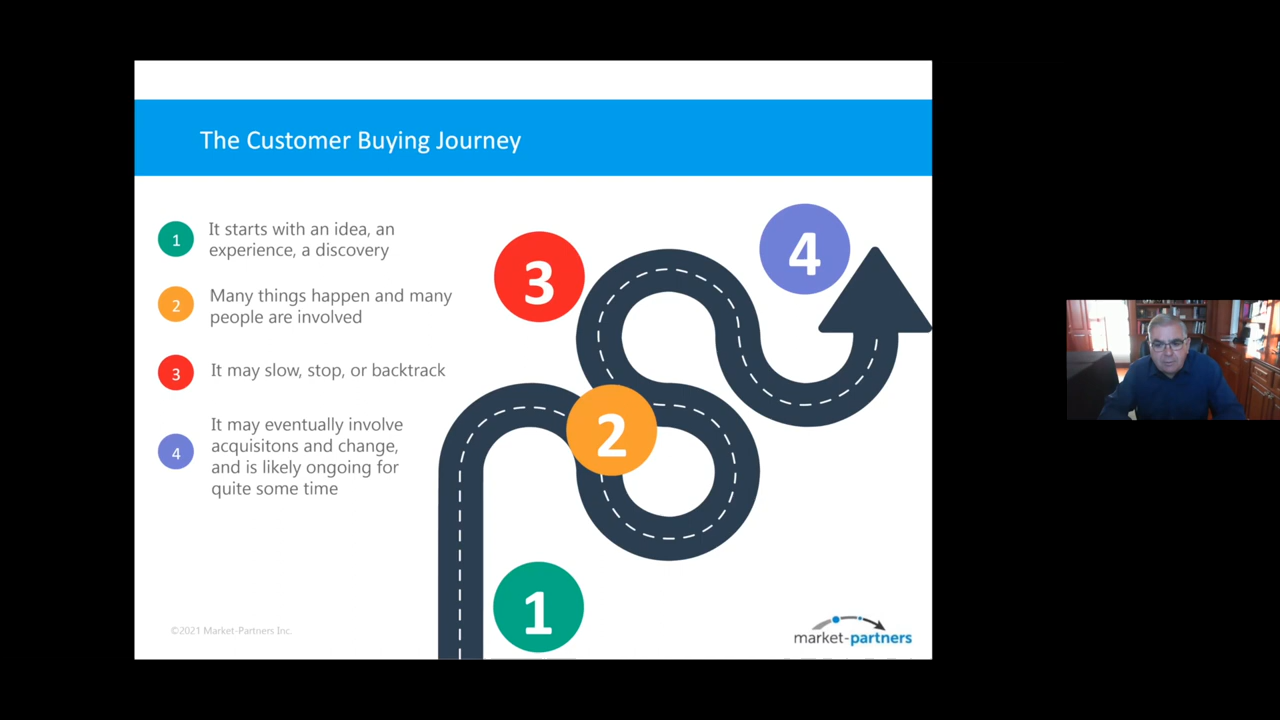 The Customer Buying Journey
1
It starts with an idea, an
experience, a discovery
2
Many things happen and many
people are involved
3
It may slow, stop, or backtrack
4
It may eventually involve
acquisitons and change,
and is likely ongoing for
quite some time
3
4
2
1
©2021 Market-Partners Inc.
market-partners